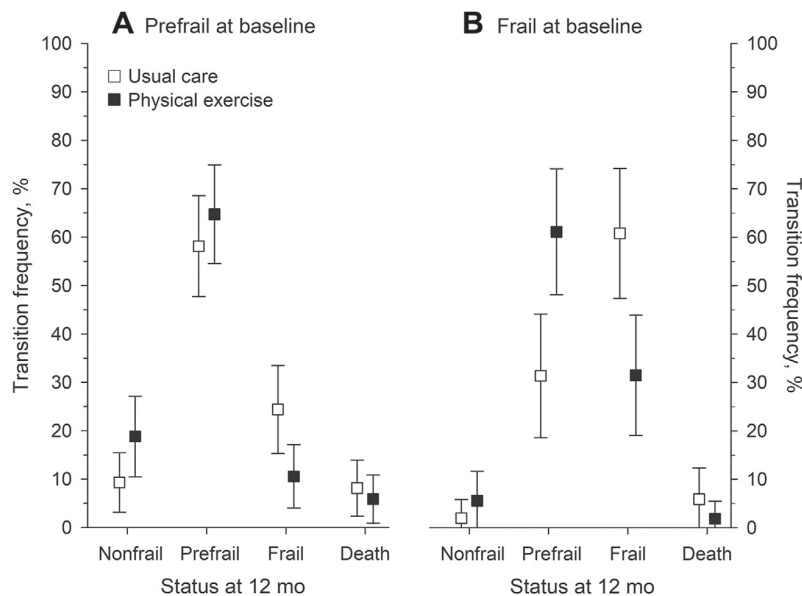 A Prefrail at baseline
B Frail at baseline
Usual care
Physical exercise
Transition frequency, %
100
90
80
70
60
50
40
30
20
10
0
Nonfrail Prefrail Frail Death
Status at 12 mo
Nonfrail Prefrail Frail Death
Status at 12 mo
100
90
80
70
60
50
40
30
20
10
0
Transition frequency, %